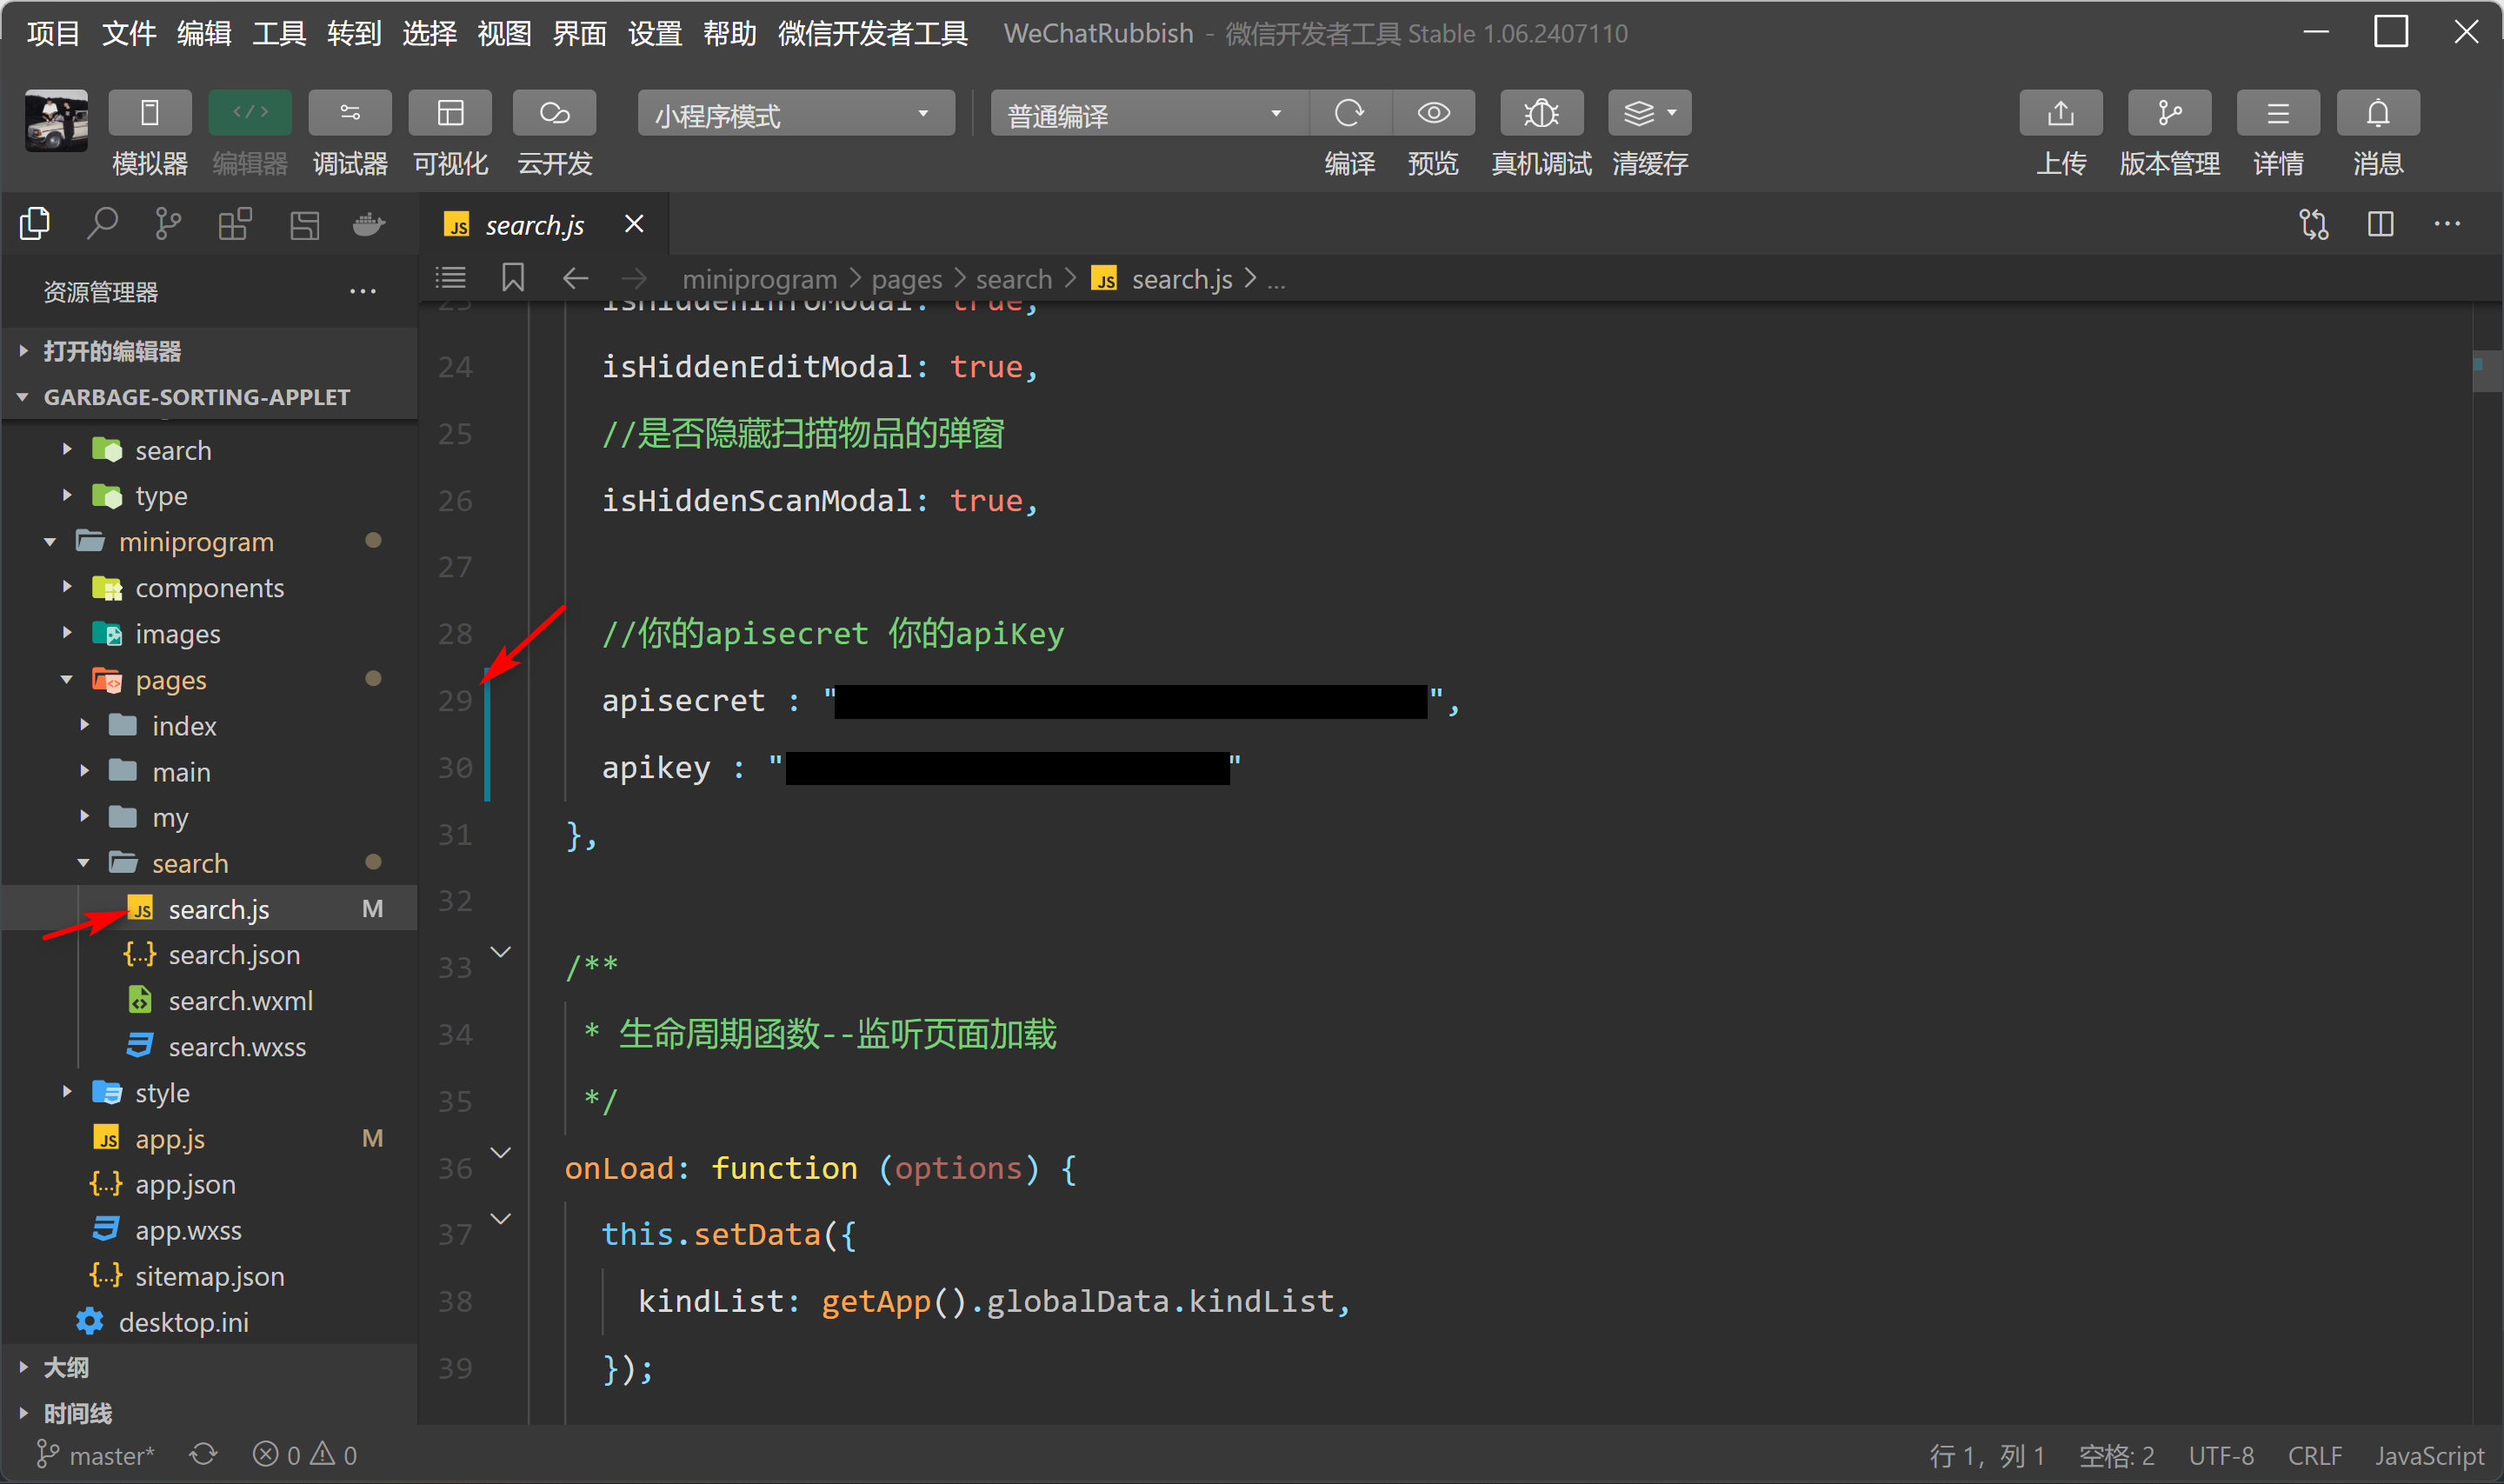 项目 文件 编辑 工具 转到 选择 视图 界面 设置 帮助 微信开发者工具 WeChatRubbish - 微信开发者工具 Stable 1.06.2407110
小程序模式 普通编译
模拟器 编辑器 调试器 可视化 云开发 编译 预览 真机调试 清缓存 上传 版本管理 详情 消息
JS search.js
资源管理器 ...
miniprogram > pages > search > JS search.js > ...
打开的编辑器
GARBAGE-SORTING-APPLET
search
type
miniprogram
components
images
pages
index
main
my
search
JS search.js M
{...} search.json
search.wxml
search.wxss
style
JS app.js M
{...} app.json
app.wxss
{...} sitemap.json
desktop.ini
大纲
时间线
23 isHiddenInfoModal: true,
24 isHiddenEditModal: true,
25 //是否隐藏扫描物品的弹窗
26 isHiddenScanModal: true,
27
28 //你的apisecret 你的apiKey
29 apisecret : "",
30 apikey : ""
31 },
32
33 /**
34 * 生命周期函数--监听页面加载
35 */
36 onLoad: function (options) {
37 this.setData({
38 kindList: getApp().globalData.kindList,
39 });
master* 0 0 行 1，列 1 空格: 2 UTF-8 CRLF JavaScript